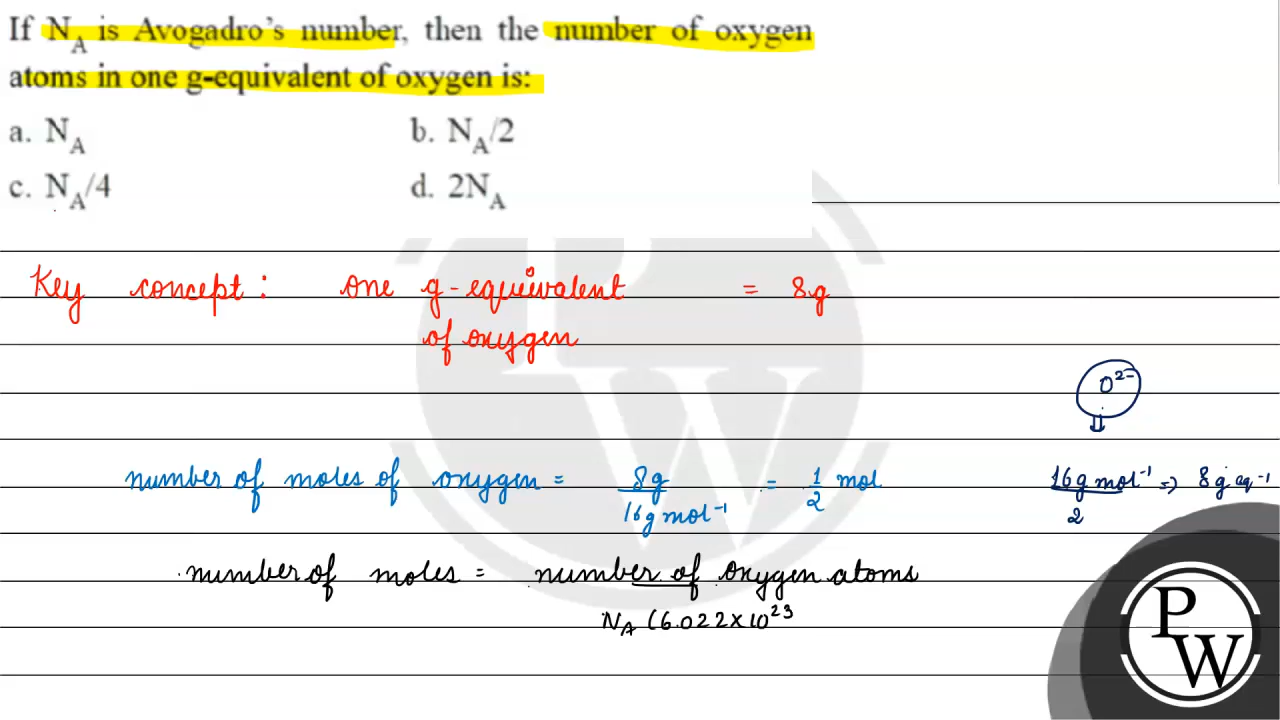 If N_A is Avogadro's number, then the number of oxygen
atoms in one g-equivalent of oxygen is:
a. N_A b. N_A/2
c. N_A/4 d. 2N_A
Key concept: one g-equivalent = 8g
of oxygen
O²⁻
⇓
number of moles of oxygen = 8g / 16g mol⁻¹ = 1/2 mol
16g mol⁻¹ / 2 ⇒ 8g eq⁻¹
number of moles = number of oxygen atoms
N_A (6.022×10²³
P
W